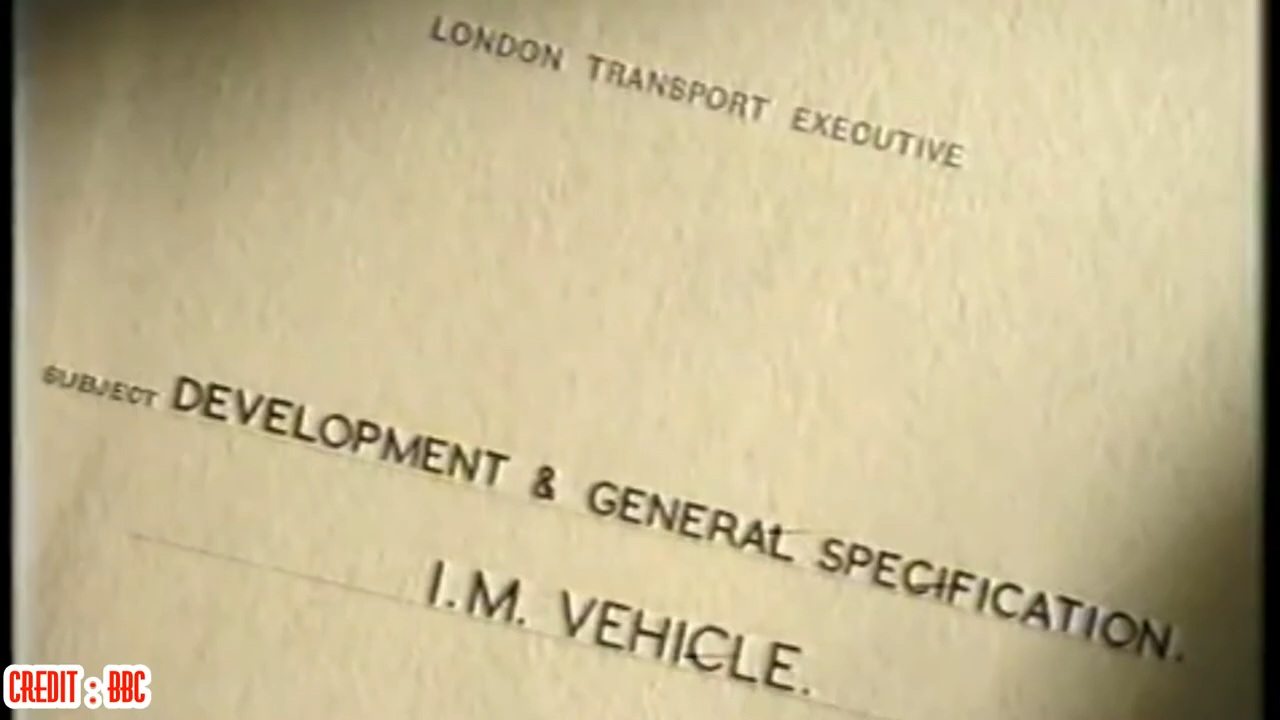 LONDON TRANSPORT EXECUTIVE
SUBJECT DEVELOPMENT & GENERAL SPECIFICATION.
I.M. VEHICLE.
CREDIT : BBC